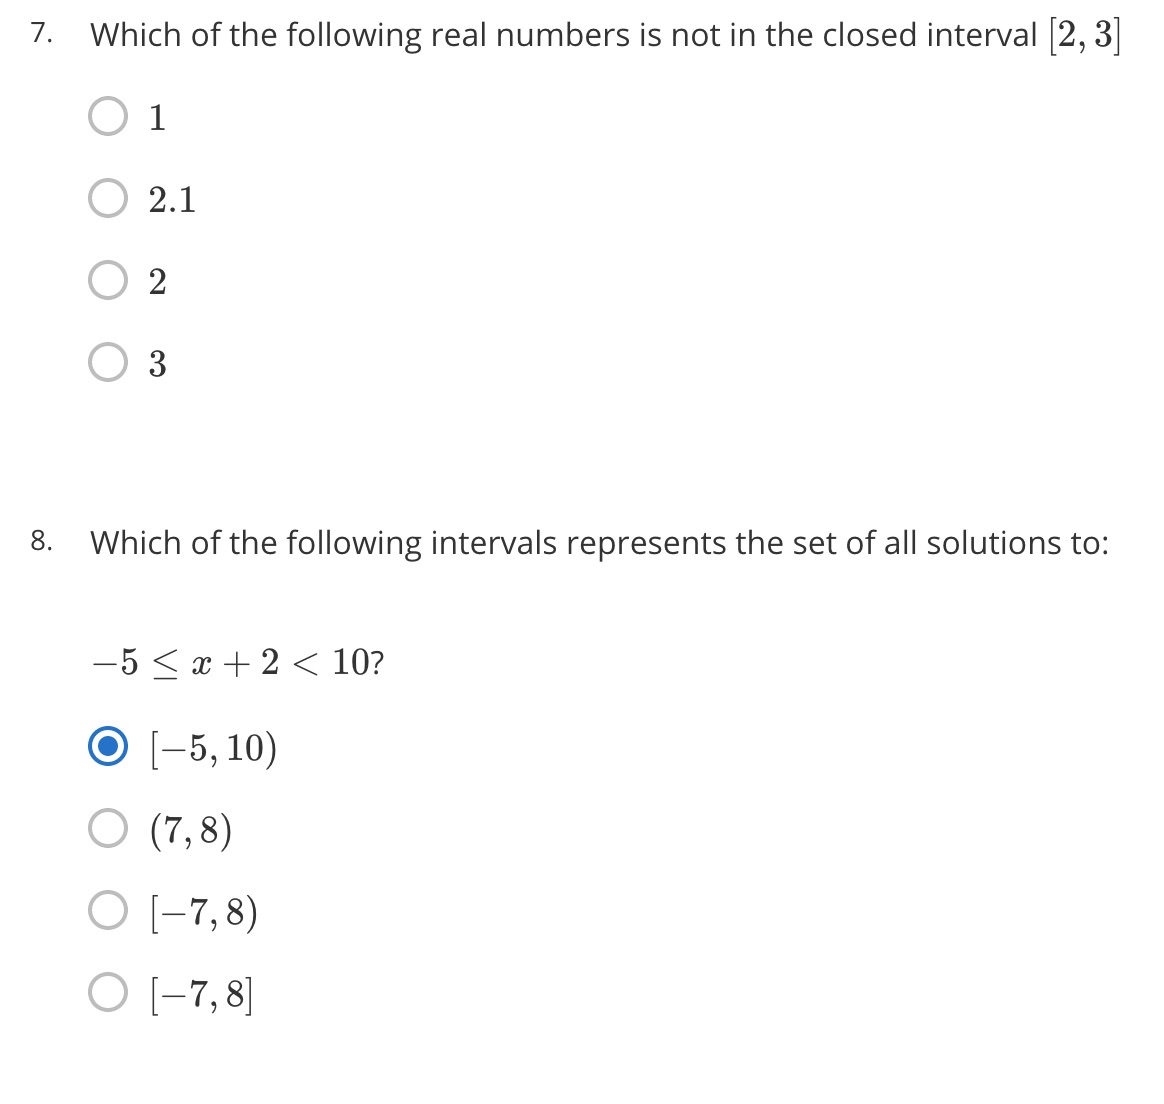 7. Which of the following real numbers is not in the closed interval [2, 3]
1
2.1
2
3
8. Which of the following intervals represents the set of all solutions to:
−5 ≤ x + 2 < 10?
[−5, 10)
(7, 8)
[−7, 8)
[−7, 8]